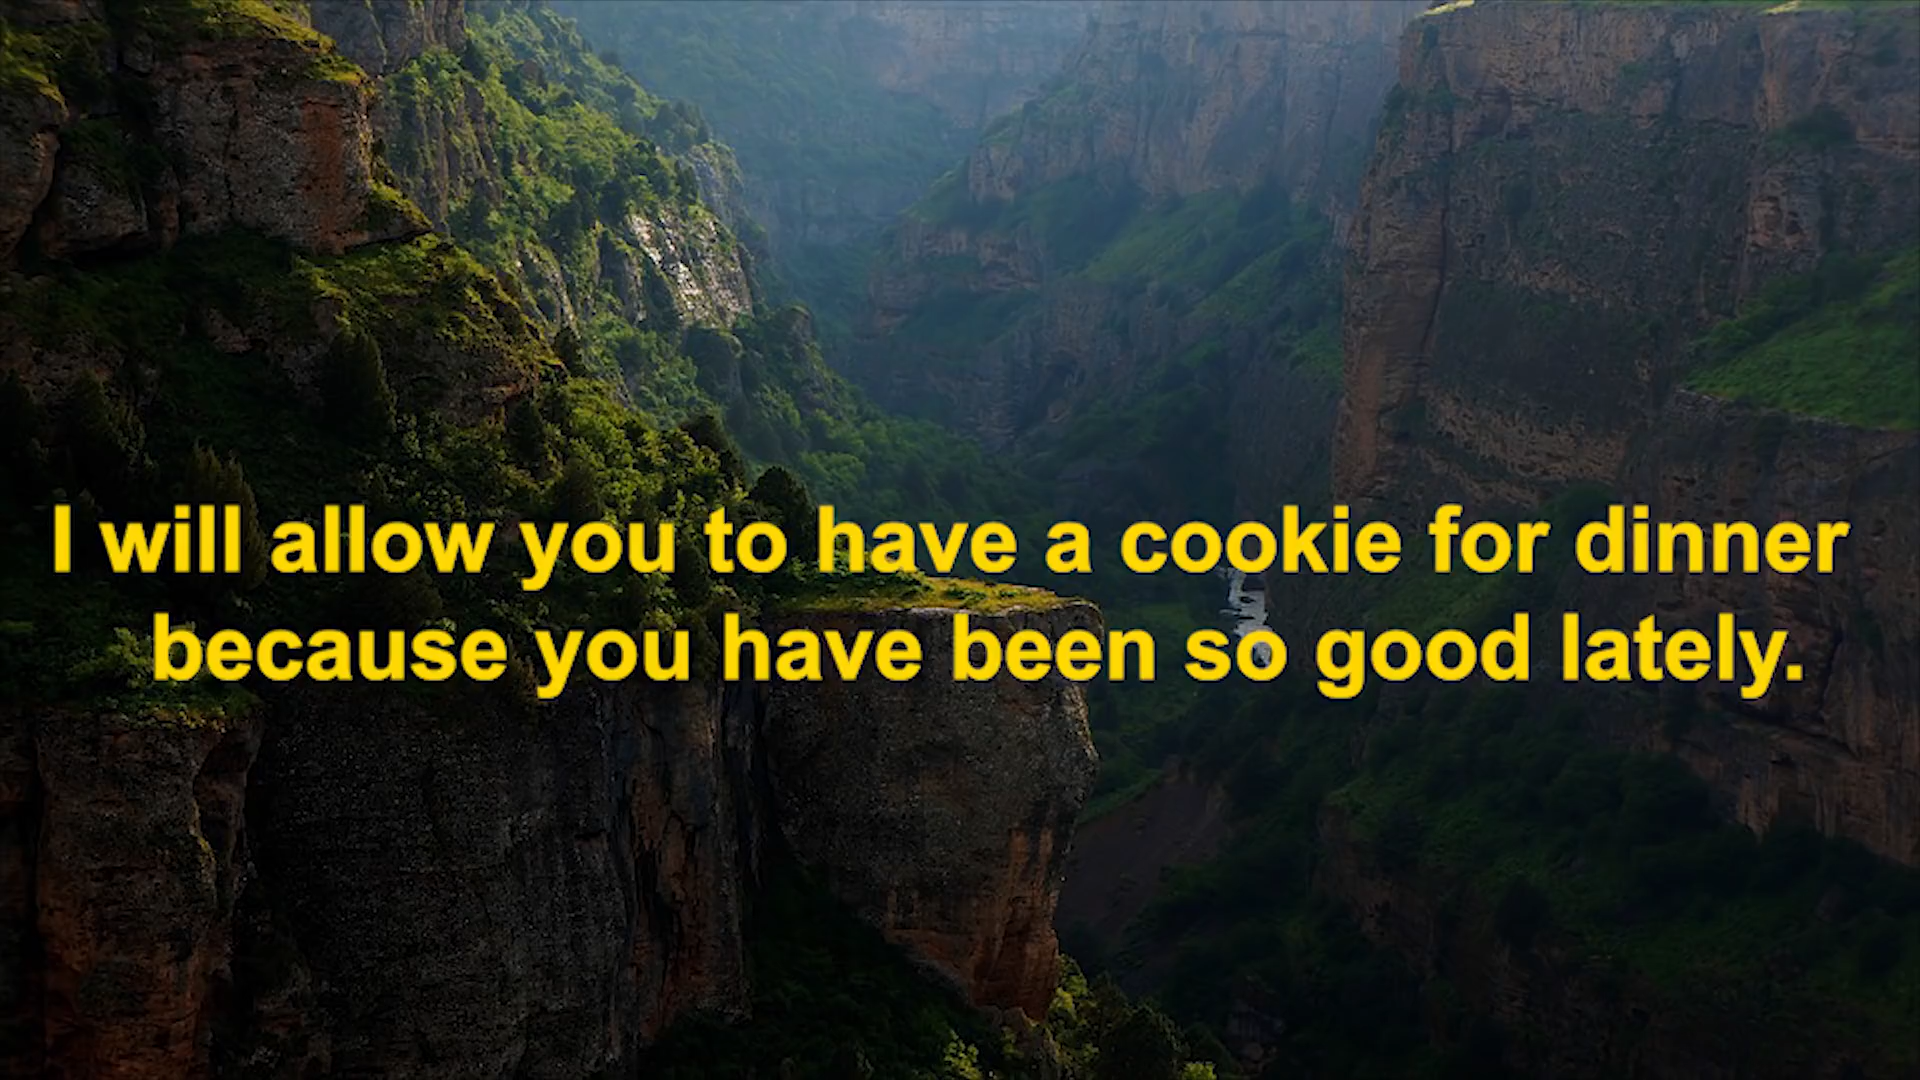 I will allow you to have a cookie for dinner
because you have been so good lately.